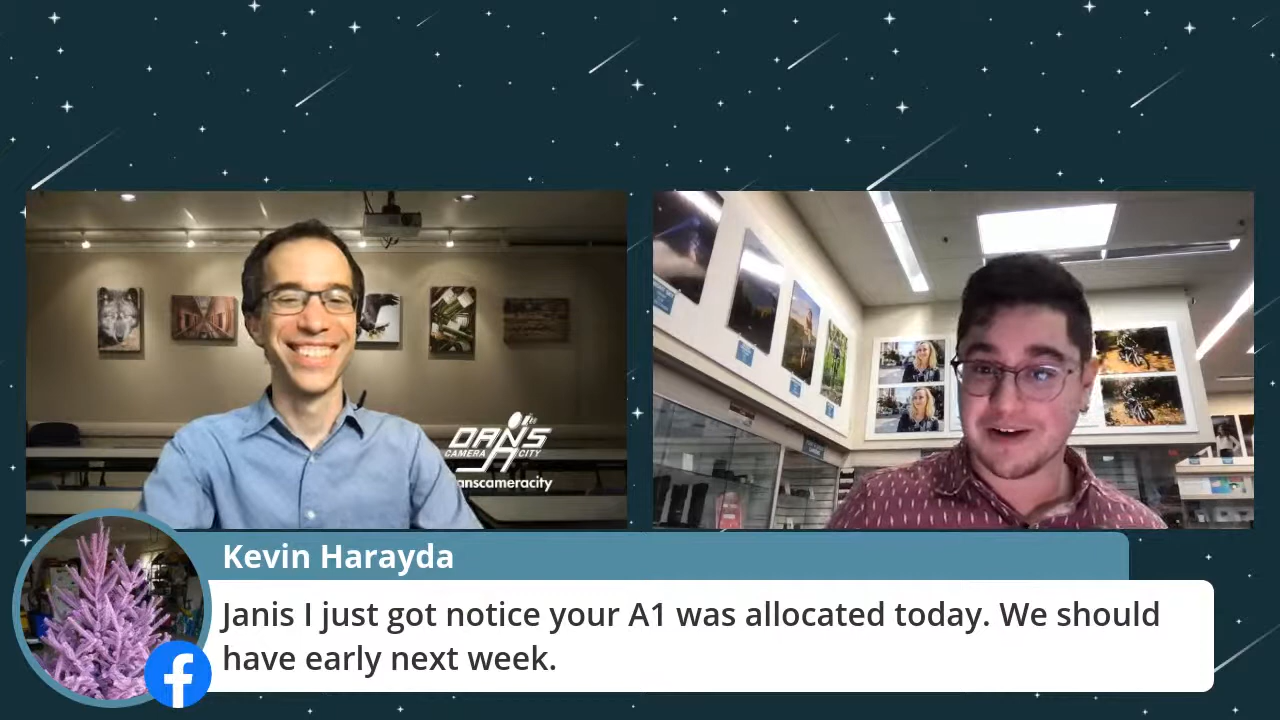 DAN'S
CAMERA CITY
anscameracity
Kevin Harayda
Janis I just got notice your A1 was allocated today. We should
have early next week.